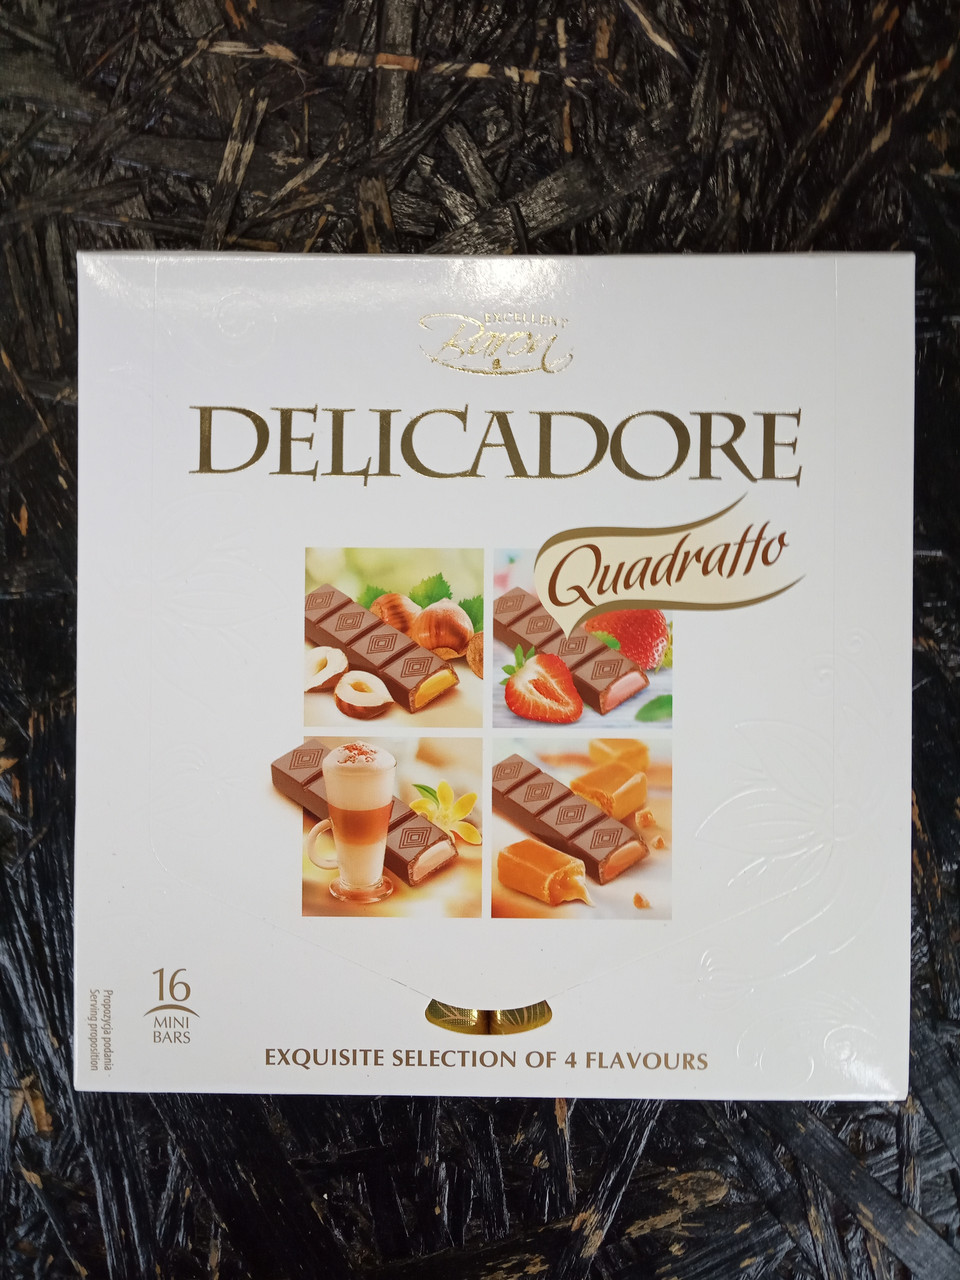 EXCELLENT
Baron
DELICADORE
Quadratto
16
MINI
BARS
Propozycja podania
Serving proposition
EXQUISITE SELECTION OF 4 FLAVOURS